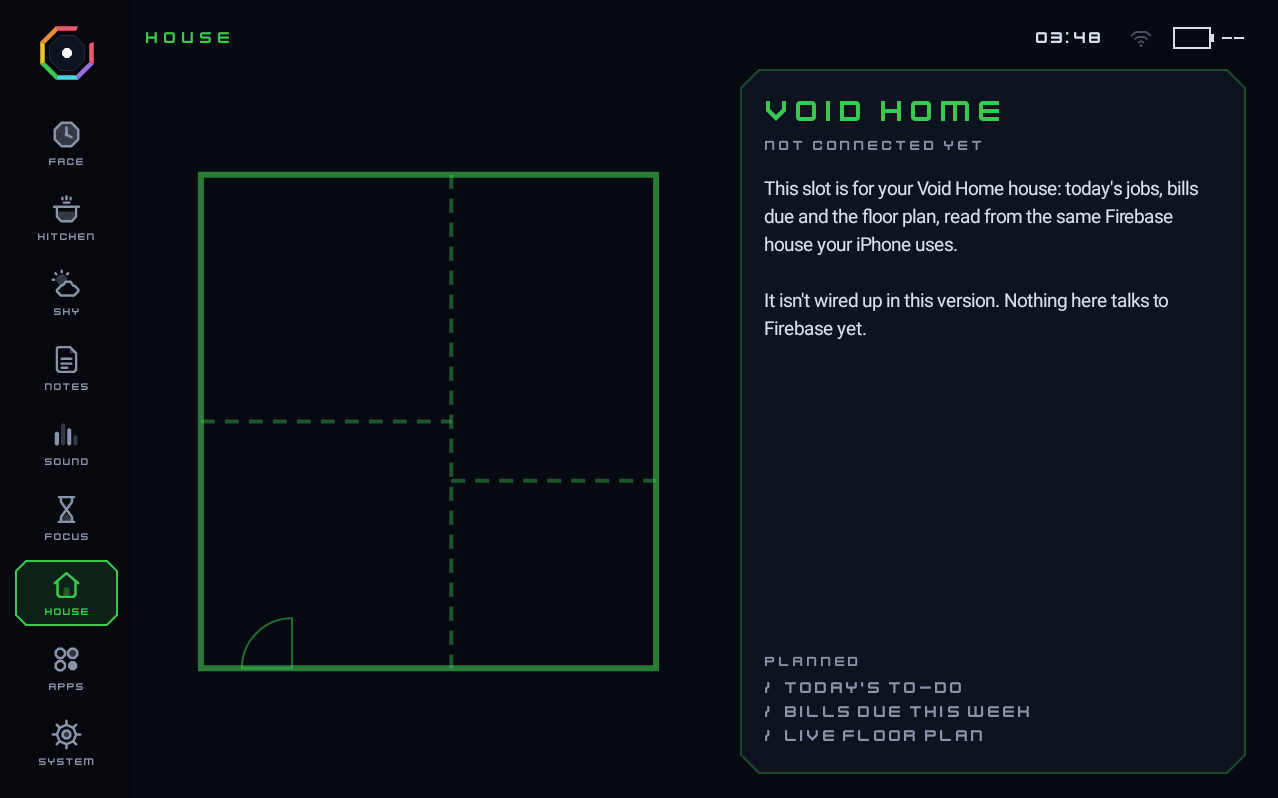 HOUSE
03:48
--
FACE
KITCHEN
SKY
NOTES
SOUND
FOCUS
HOUSE
APPS
SYSTEM
VOID HOME
NOT CONNECTED YET
This slot is for your Void Home house: today's jobs, bills
due and the floor plan, read from the same Firebase
house your iPhone uses.
It isn't wired up in this version. Nothing here talks to
Firebase yet.
PLANNED
/ TODAY'S TO-DO
/ BILLS DUE THIS WEEK
/ LIVE FLOOR PLAN